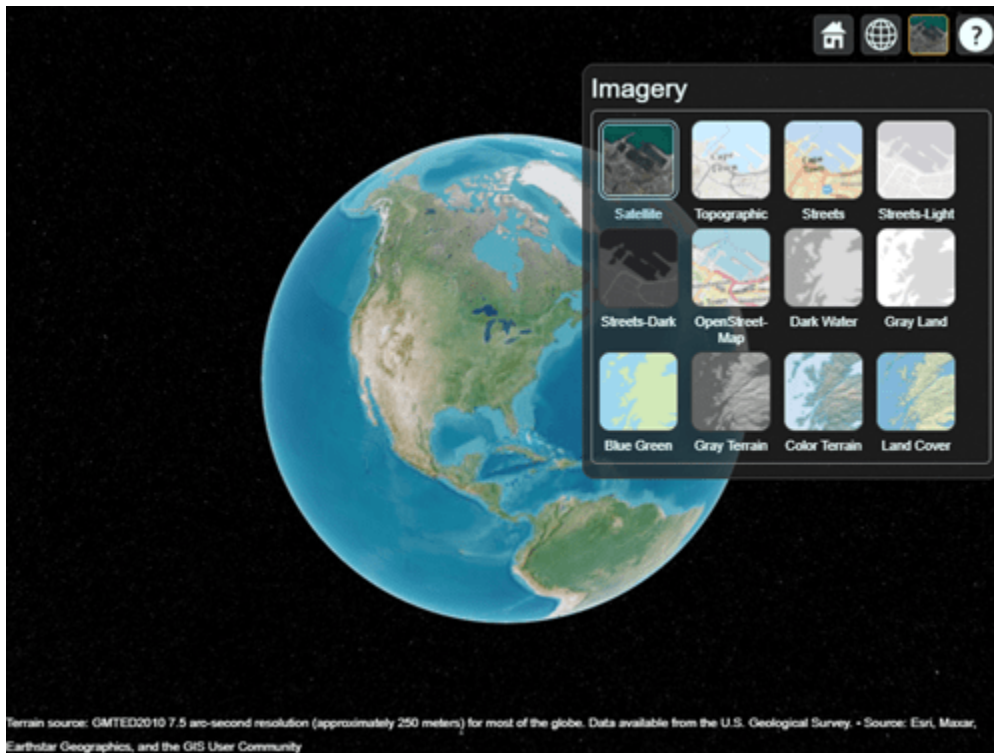 ?
Imagery
Satellite Topographic Streets Streets-Light
Streets-Dark OpenStreet- Dark Water Gray Land
Map
Blue Green Gray Terrain Color Terrain Land Cover
Terrain source: GMTED2010 7.5 arc-second resolution (approximately 250 meters) for most of the globe. Data available from the U.S. Geological Survey. • Source: Esri, Maxar,
Earthstar Geographics, and the GIS User Community